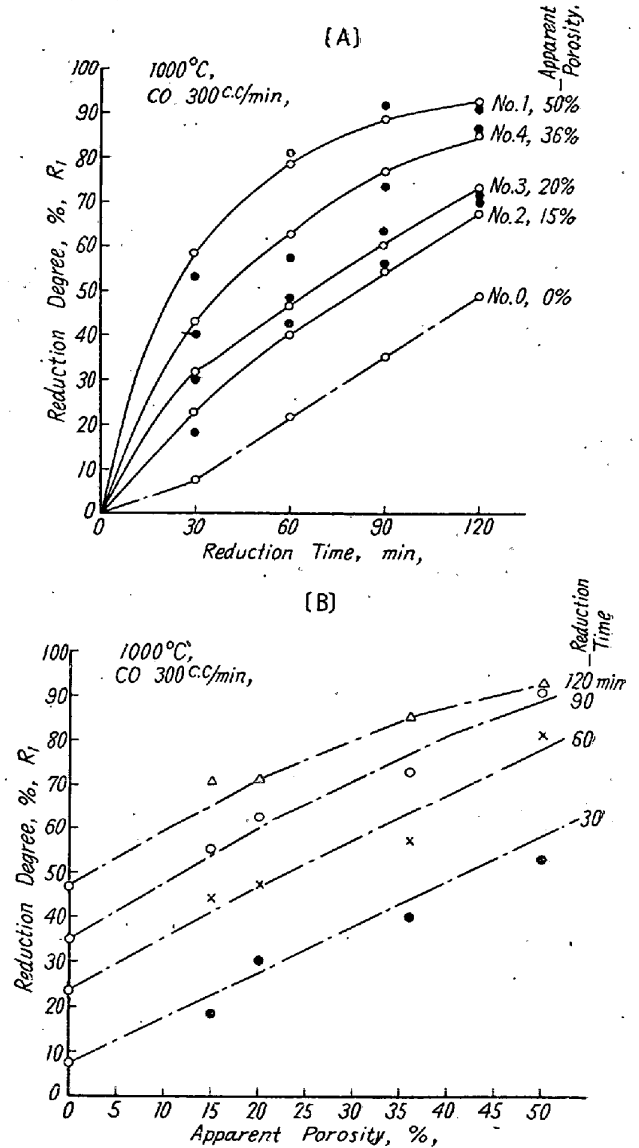 [A]
Apparent
Porosity.
1000°C,
CO 300 c.c/min,
100
90
80
70
60
50
40
30
20
10
0
Reduction Degree, %, R₁
No.1, 50%
No.4, 36%
No.3, 20%
No.2, 15%
No.0, 0%
0 30 60 90 120
Reduction Time, min,
[B]
Reduction
Time
1000°C,
CO 300 c.c/min,
100
90
80
70
60
50
40
30
20
10
0
Reduction Degree, %, R₁
120 min
90
60
30
0 5 10 15 20 25 30 35 40 45 50
Apparent Porosity, %,